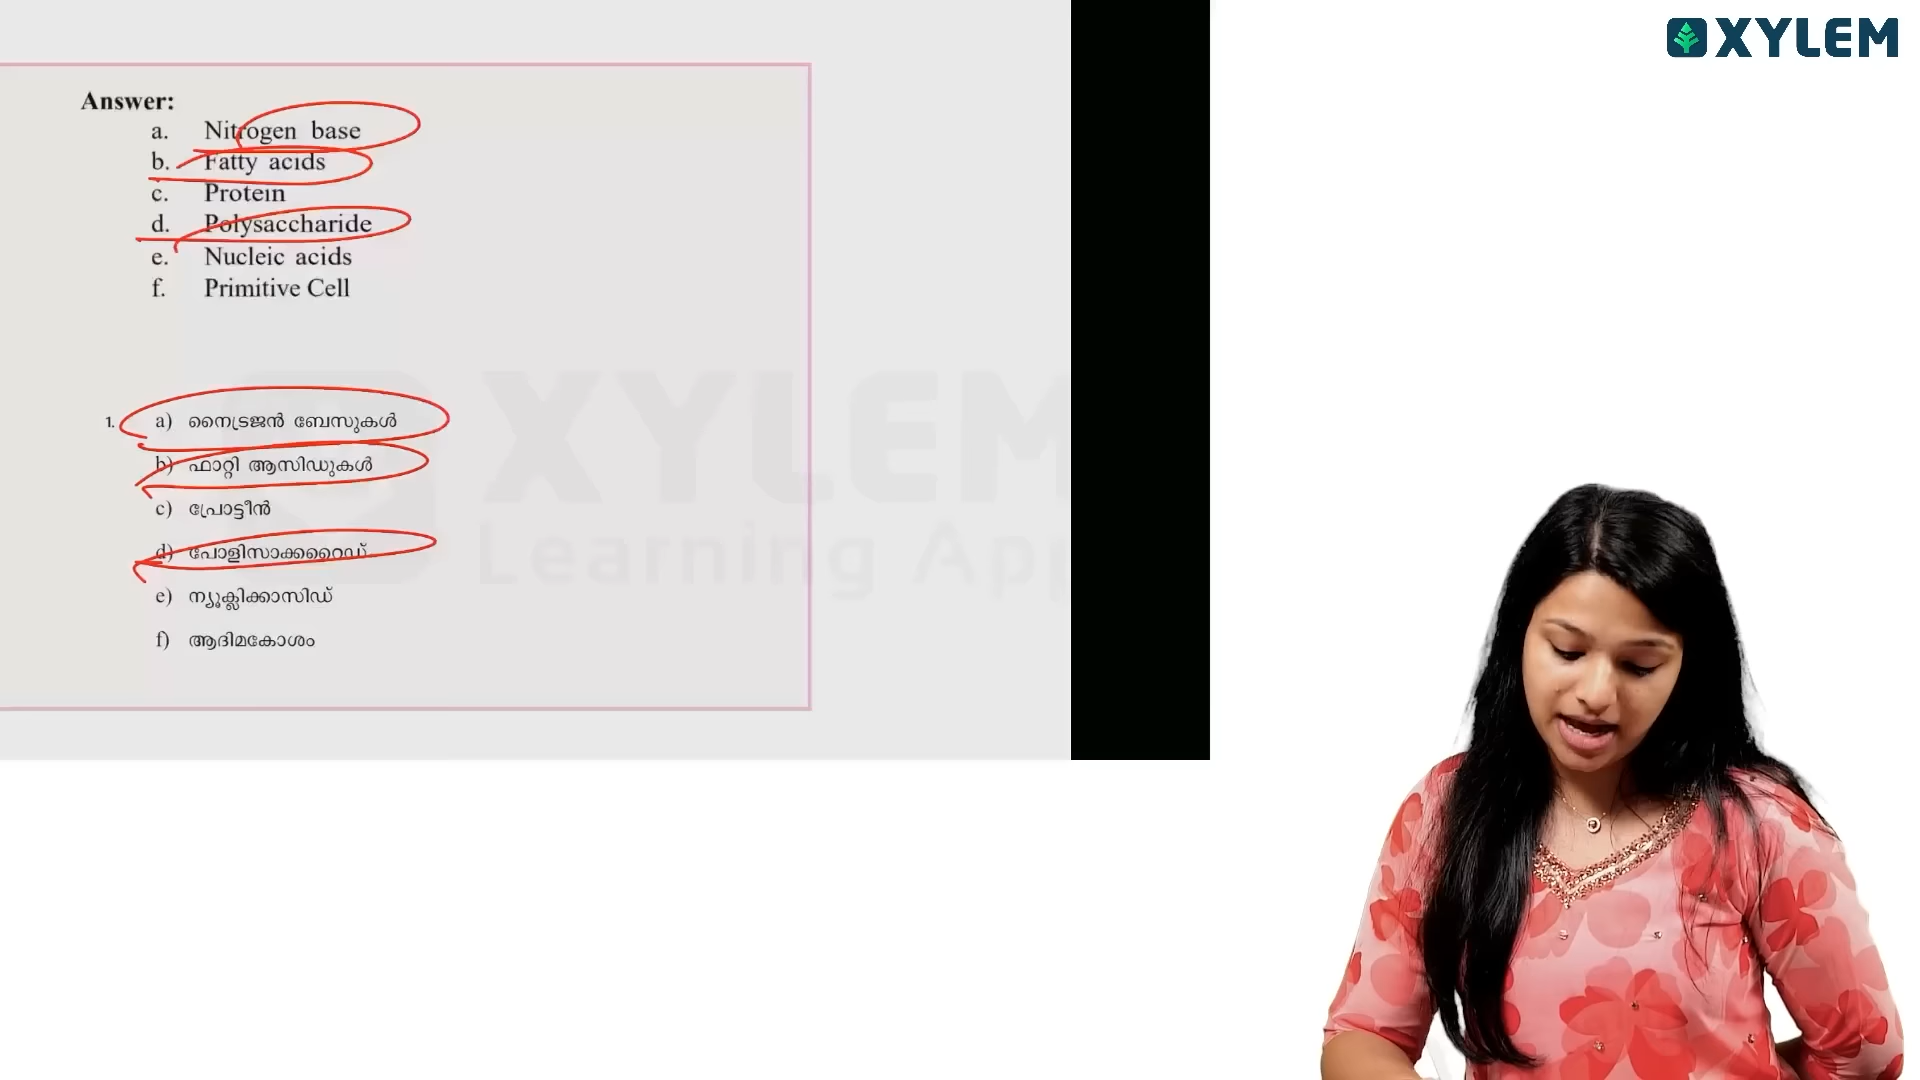 XYLEM
Answer:
a. Nitrogen base
b. Fatty acids
c. Protein
d. Polysaccharide
e. Nucleic acids
f. Primitive Cell
1. a) നൈട്രജൻ ബേസുകൾ
b) ഫാറ്റി ആസിഡുകൾ
c) പ്രോട്ടീൻ
d) പോളിസാക്കറൈഡ്
e) ന്യൂക്ലിക്കാസിഡ്
f) ആദിമകോശം
XYLEM
Learning App